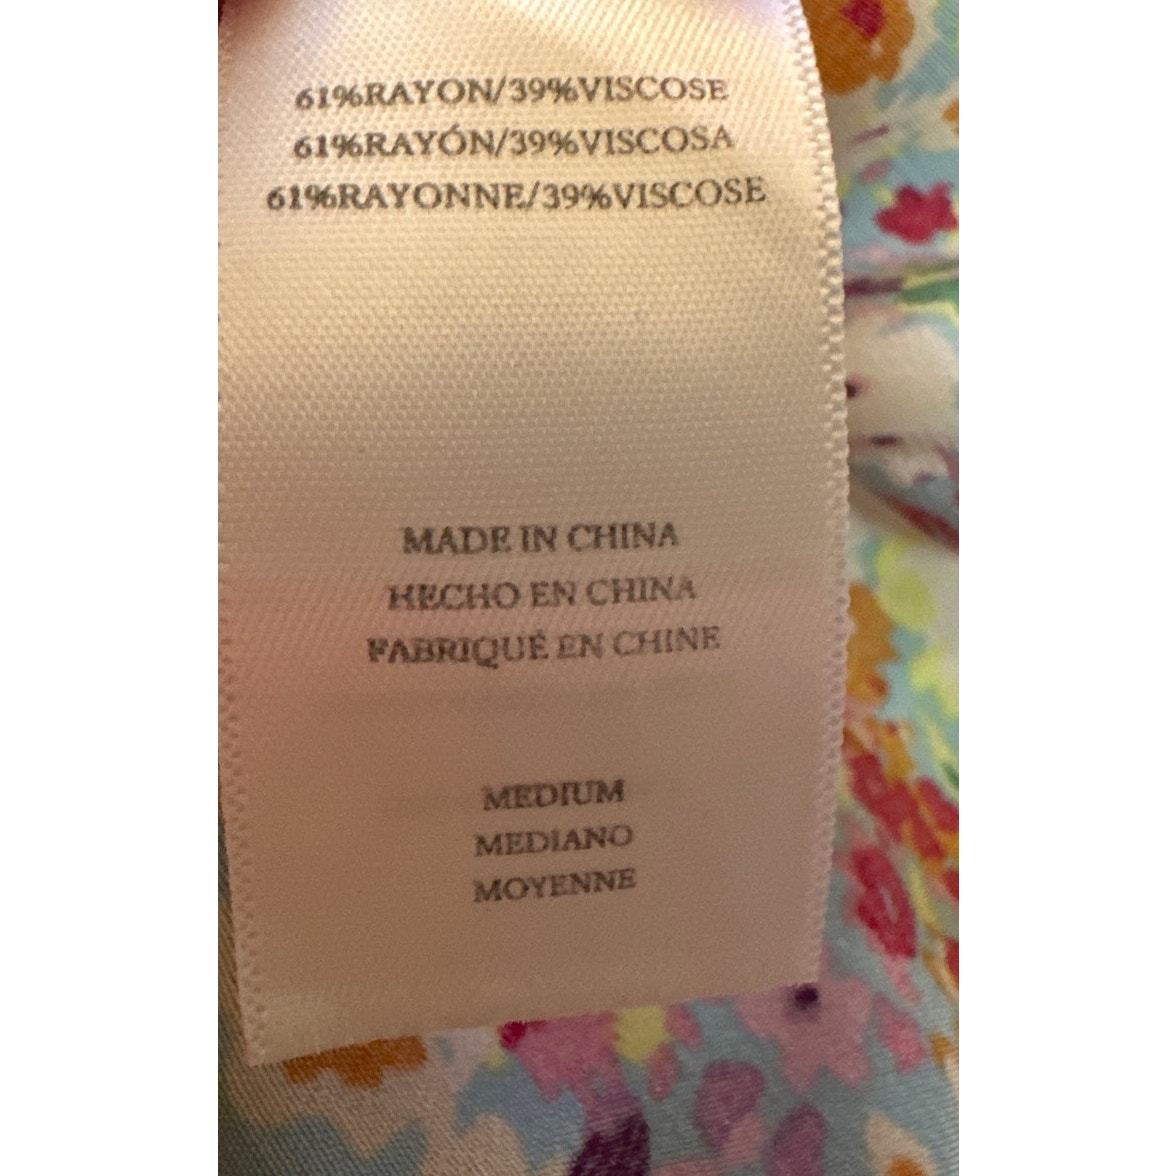 61%RAYON/39%VISCOSE
61%RAYÓN/39%VISCOSA
61%RAYONNE/39%VISCOSE
MADE IN CHINA
HECHO EN CHINA
FABRIQUÉ EN CHINE
MEDIUM
MEDIANO
MOYENNE